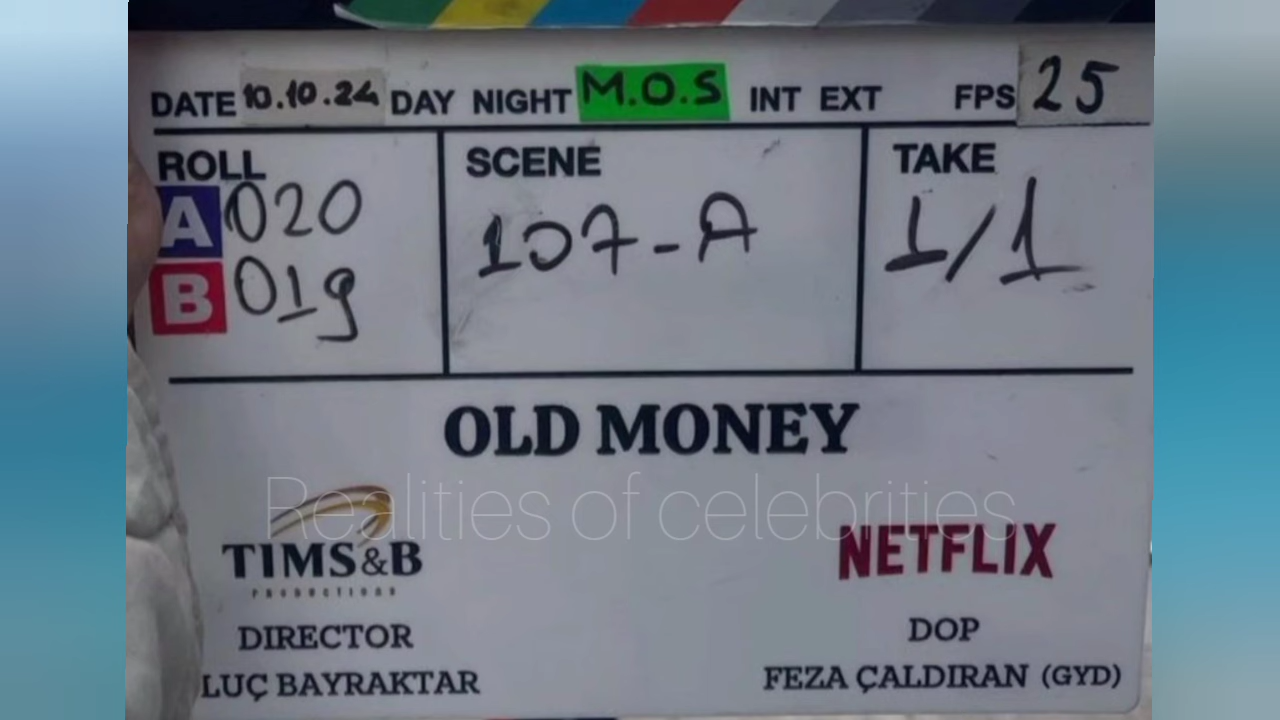 DATE 10.10.24 DAY NIGHT M.O.S INT EXT FPS 25
ROLL
A 020
B 019
SCENE
107-A
TAKE
1/1
OLD MONEY
Realities of celebrities
TIMS&B
PRODUCTIONS
NETFLIX
DIRECTOR
LUÇ BAYRAKTAR
DOP
FEZA ÇALDIRAN (GYD)